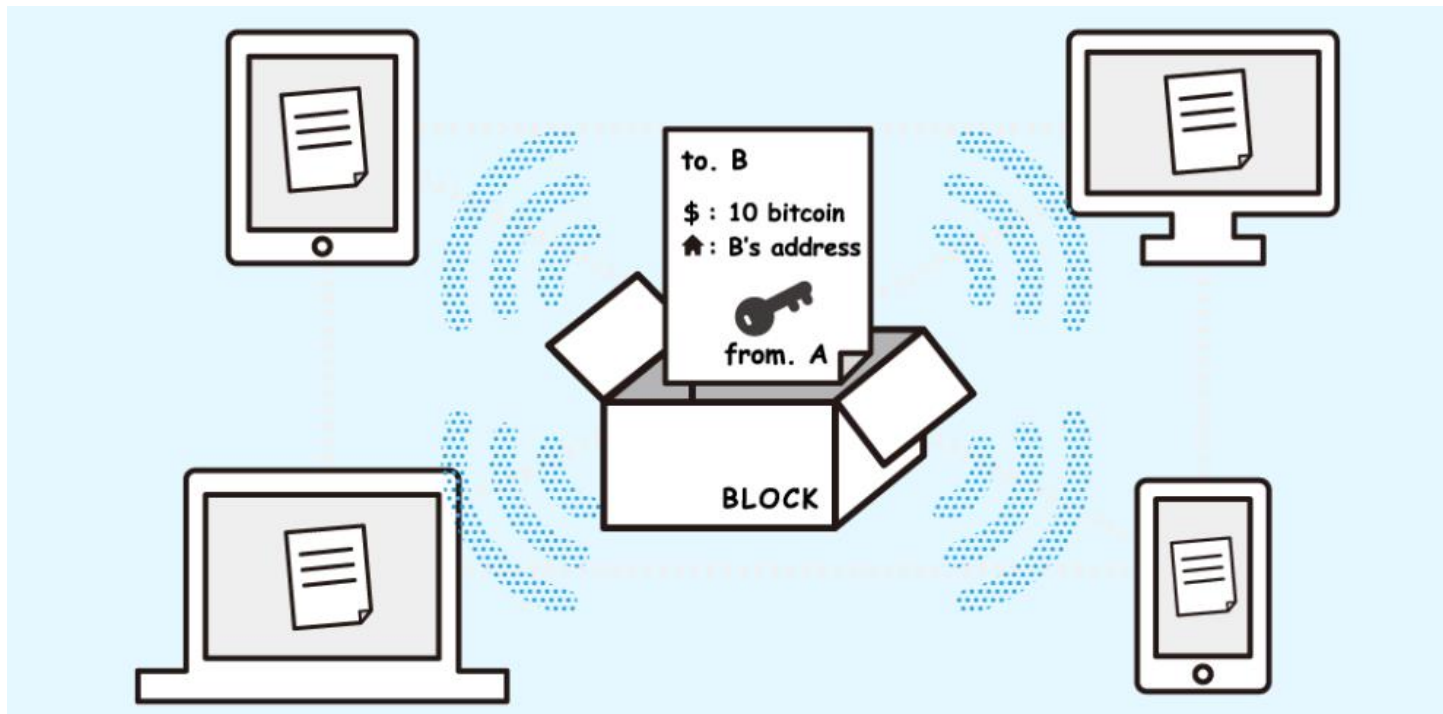 to. B
$ : 10 bitcoin
: B's address
from. A
BLOCK